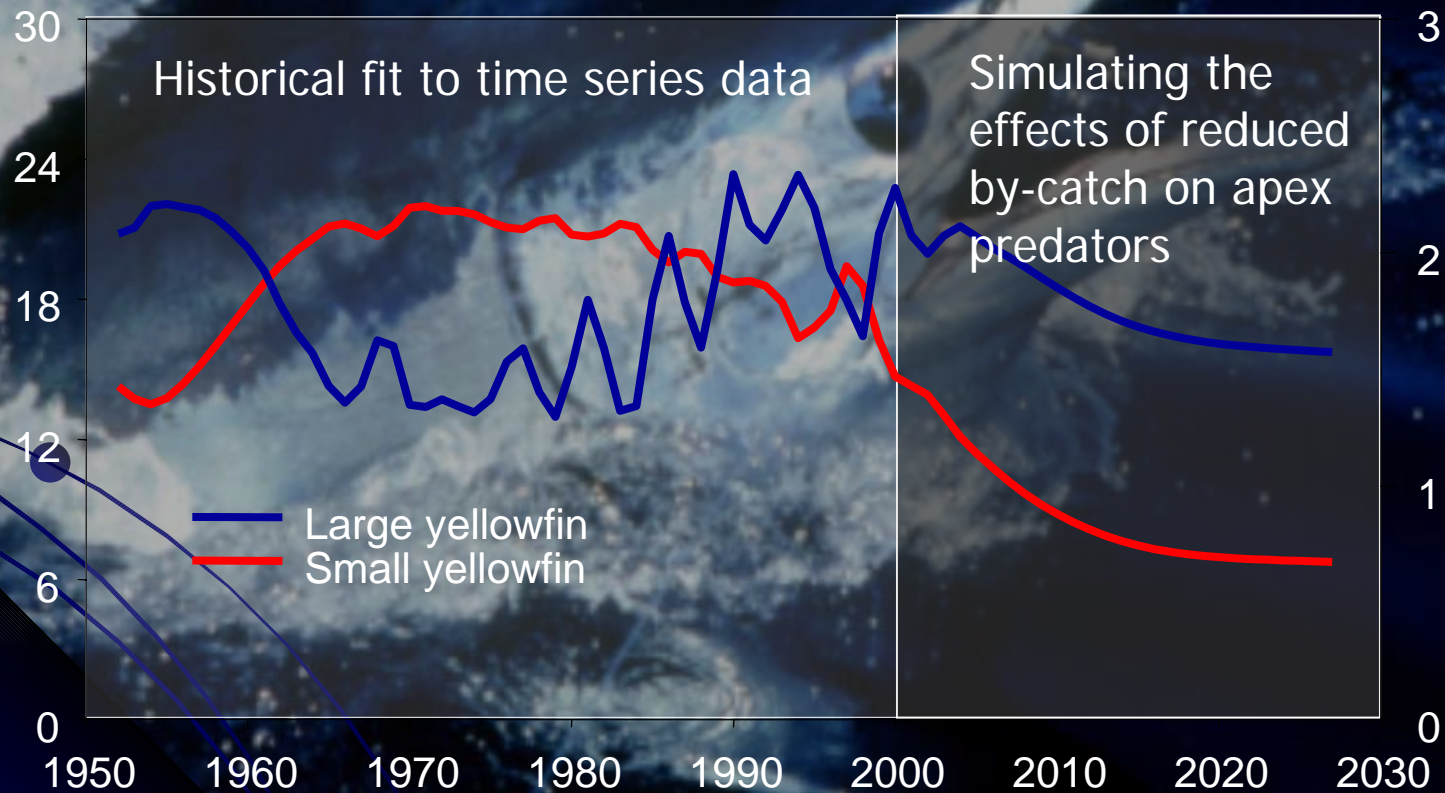 30
3
Historical fit to time series data
Simulating the
effects of reduced
by-catch on apex
predators
24
2
18
12
1
Large yellowfin
Small yellowfin
6
0
0
1950 1960 1970 1980 1990 2000 2010 2020 2030